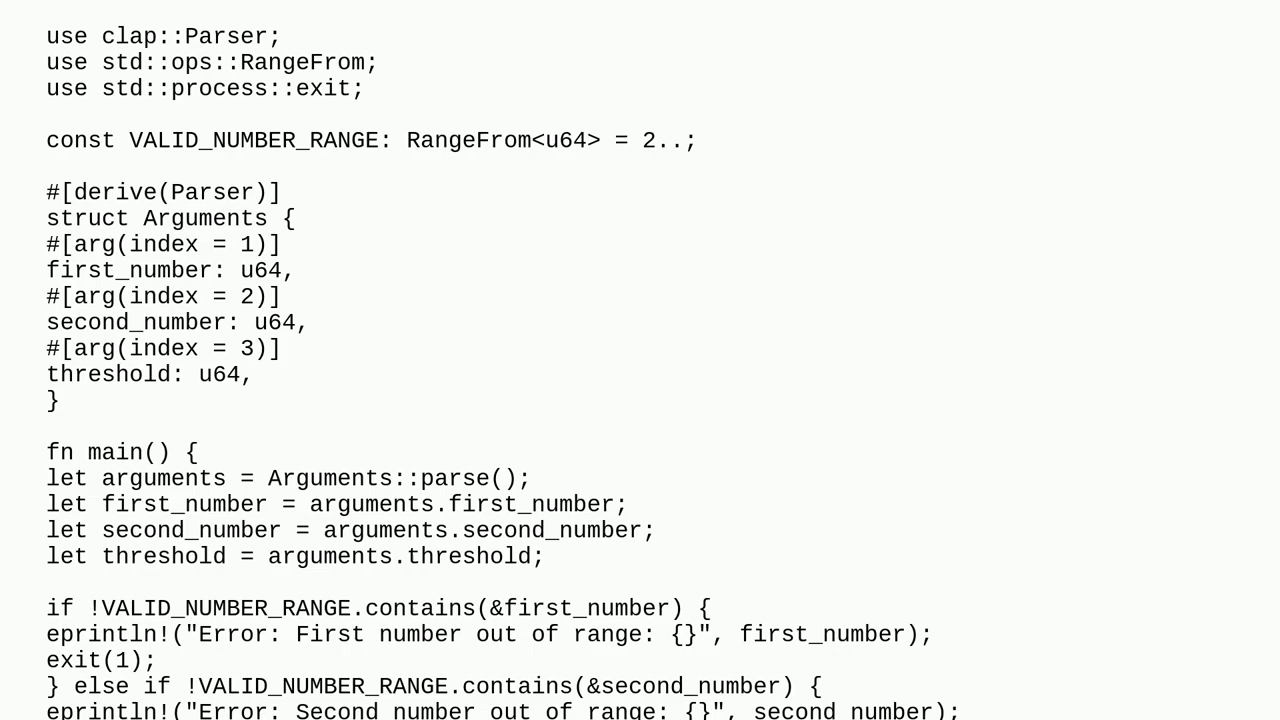 use clap::Parser;
use std::ops::RangeFrom;
use std::process::exit;

const VALID_NUMBER_RANGE: RangeFrom<u64> = 2..;

#[derive(Parser)]
struct Arguments {
#[arg(index = 1)]
first_number: u64,
#[arg(index = 2)]
second_number: u64,
#[arg(index = 3)]
threshold: u64,
}

fn main() {
let arguments = Arguments::parse();
let first_number = arguments.first_number;
let second_number = arguments.second_number;
let threshold = arguments.threshold;

if !VALID_NUMBER_RANGE.contains(&first_number) {
eprintln!("Error: First number out of range: {}", first_number);
exit(1);
} else if !VALID_NUMBER_RANGE.contains(&second_number) {
eprintln!("Error: Second number out of range: {}", second_number);